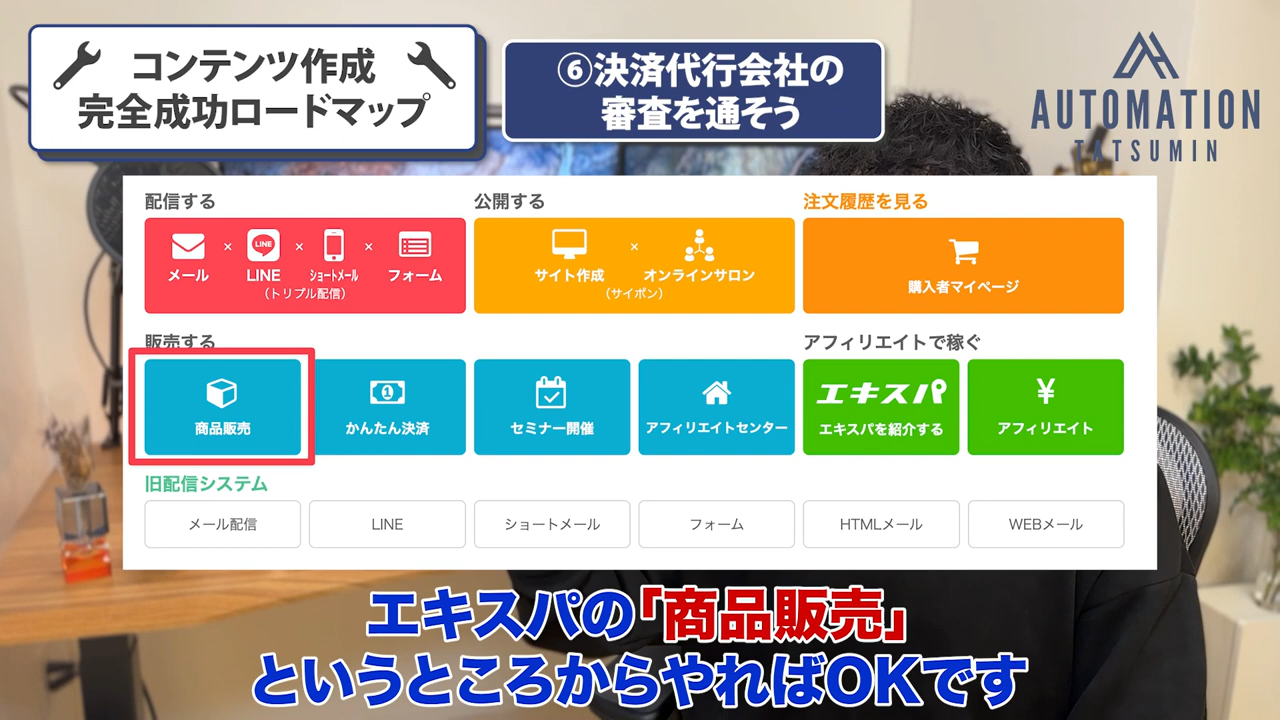 コンテンツ作成
完全成功ロードマップ
⑥決済代行会社の
審査を通そう
AUTOMATION
TATSUMIN
配信する
公開する
注文履歴を見る
メール × LINE × ショートメール × フォーム
(トリプル配信)
サイト作成 × オンラインサロン
(サイポン)
購入者マイページ
販売する
アフィリエイトで稼ぐ
商品販売
かんたん決済
セミナー開催
アフィリエイトセンター
エキスパ
エキスパを紹介する
¥
アフィリエイト
旧配信システム
メール配信
LINE
ショートメール
フォーム
HTMLメール
WEBメール
エキスパの「商品販売」
というところからやればOKです